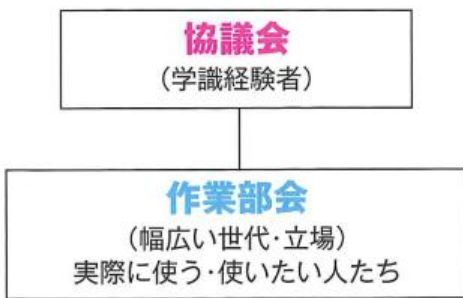 協議会
（学識経験者）
作業部会
（幅広い世代・立場）
実際に使う・使いたい人たち